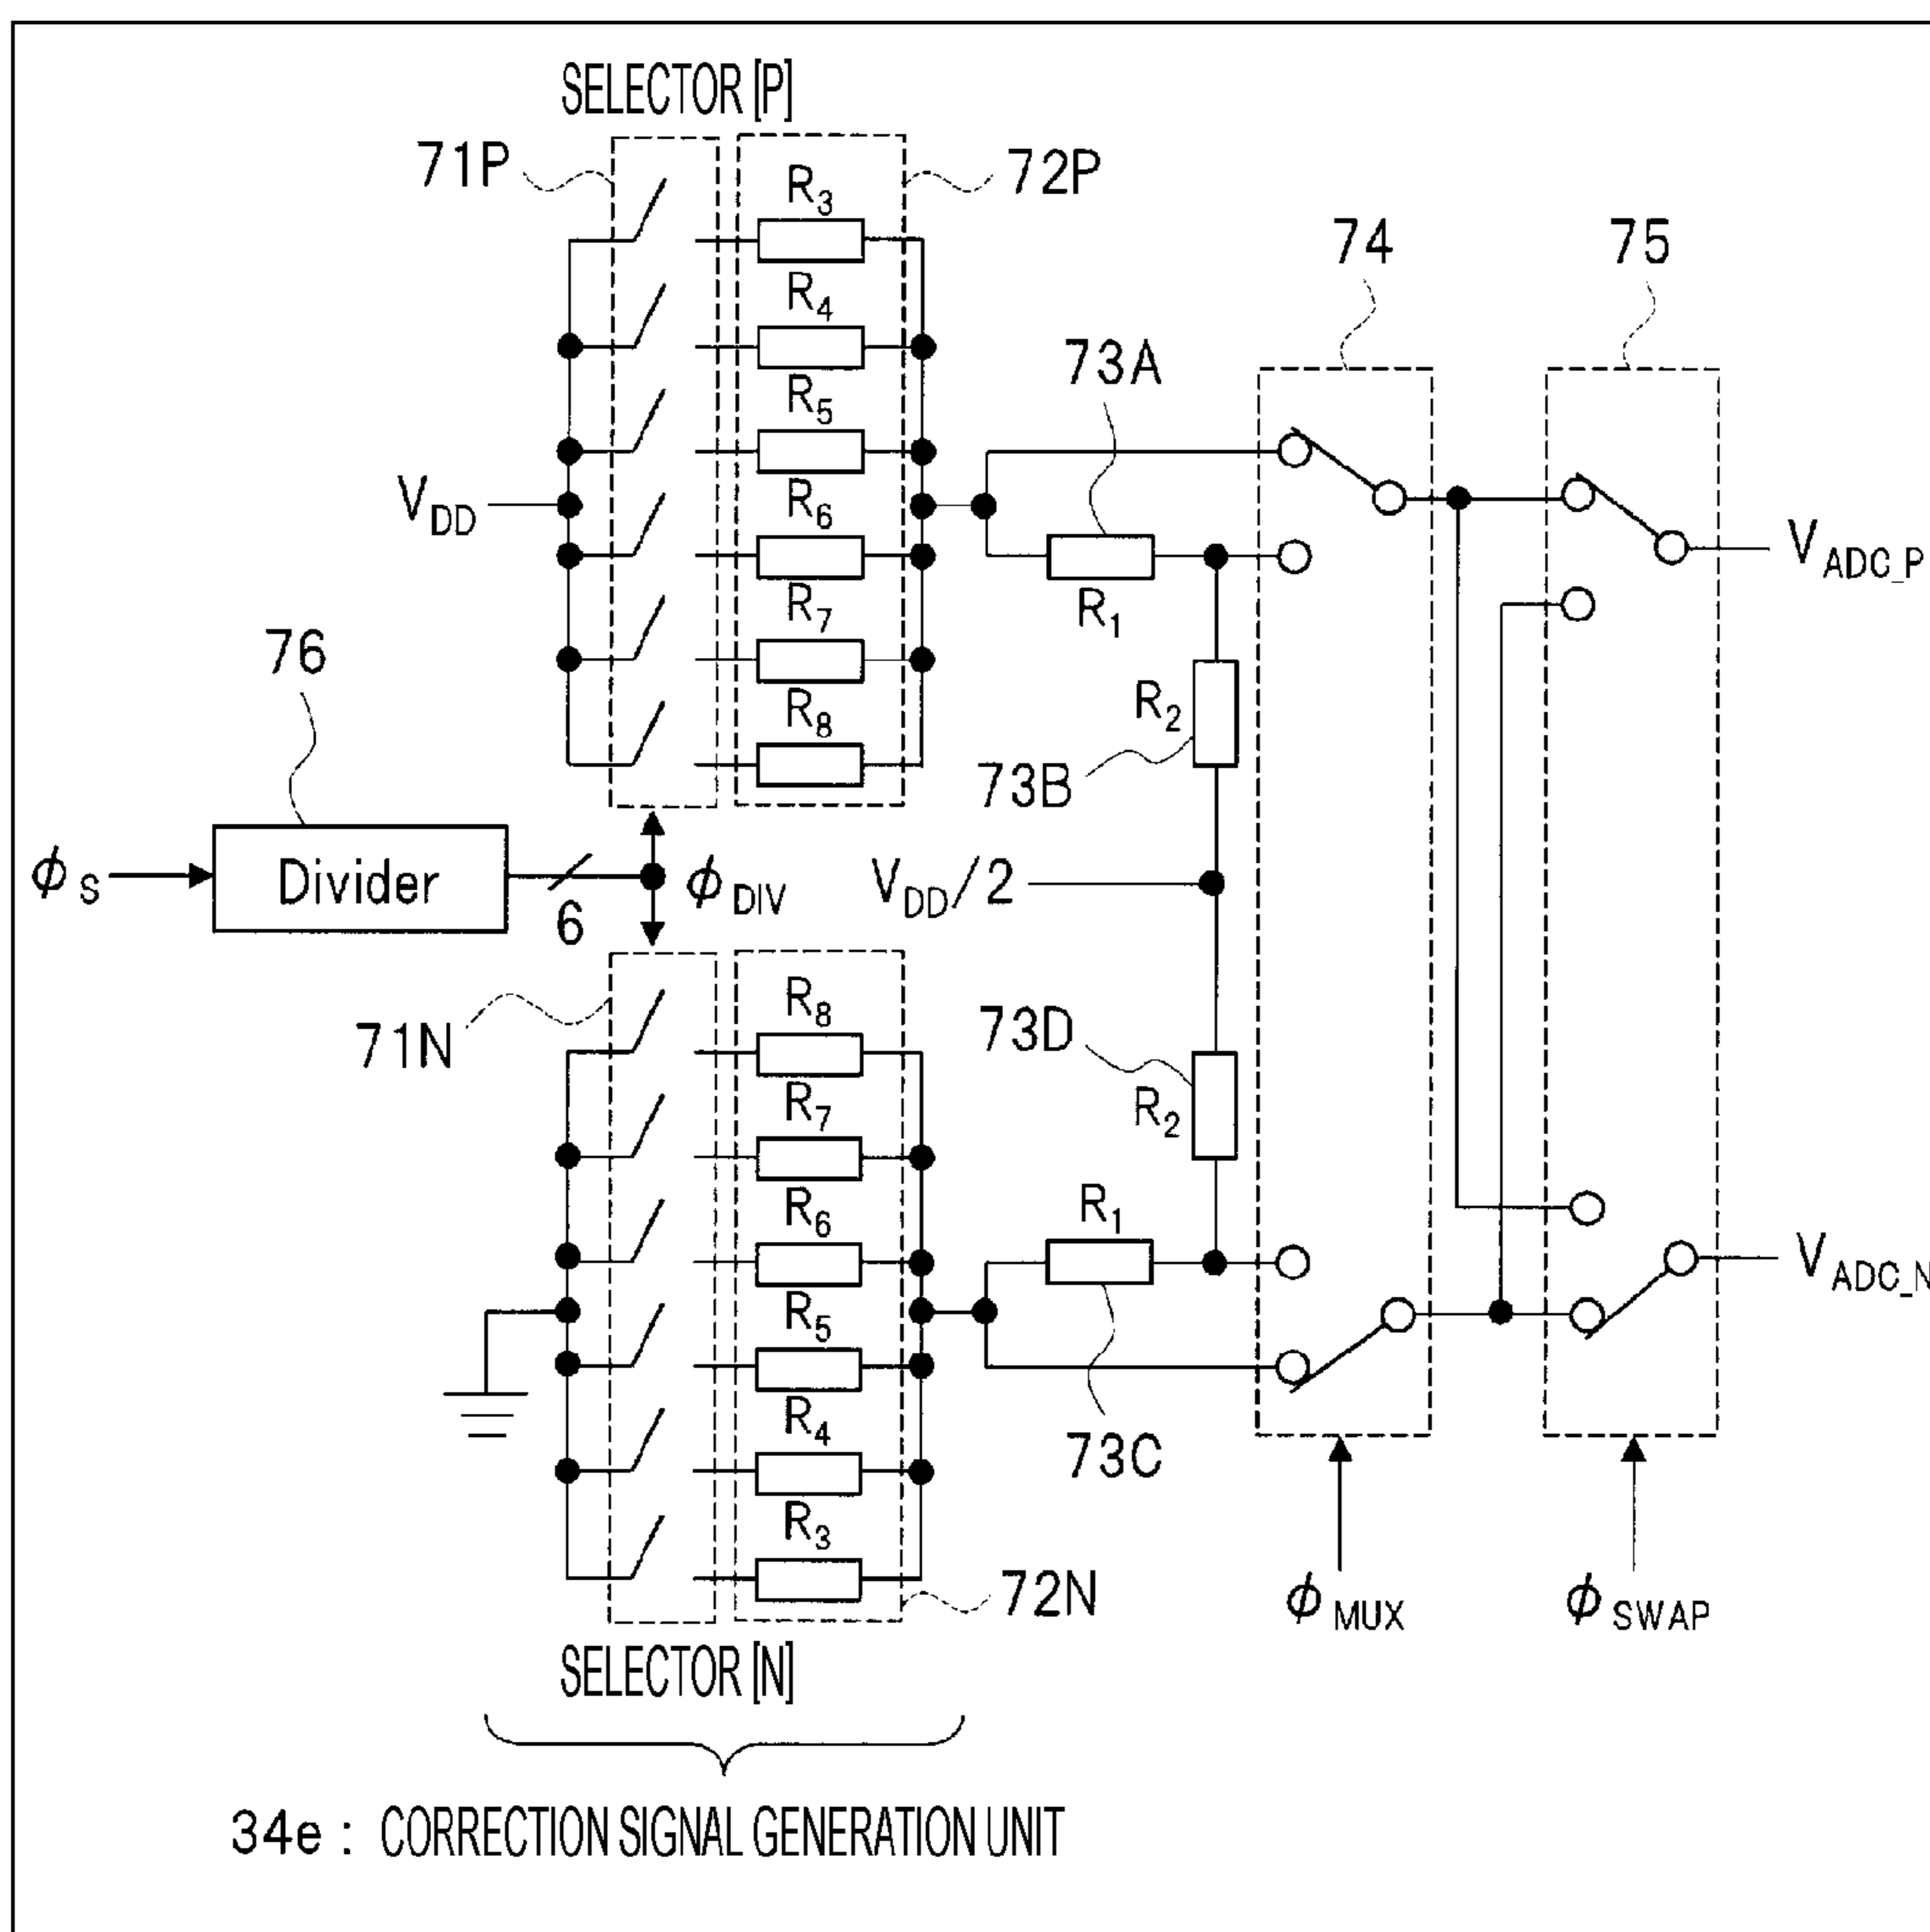 SELECTOR [P]
71P
72P
R3
R4
R5
R6
R7
R8
VDD
73A
R1
74
75
VADC_P
R2
73B
76
ϕS
Divider
6
ϕDIV
VDD/2
71N
R8
R7
R6
R5
R4
R3
73D
R2
R1
73C
VADC_N
72N
ϕMUX
ϕSWAP
SELECTOR [N]
34e : CORRECTION SIGNAL GENERATION UNIT